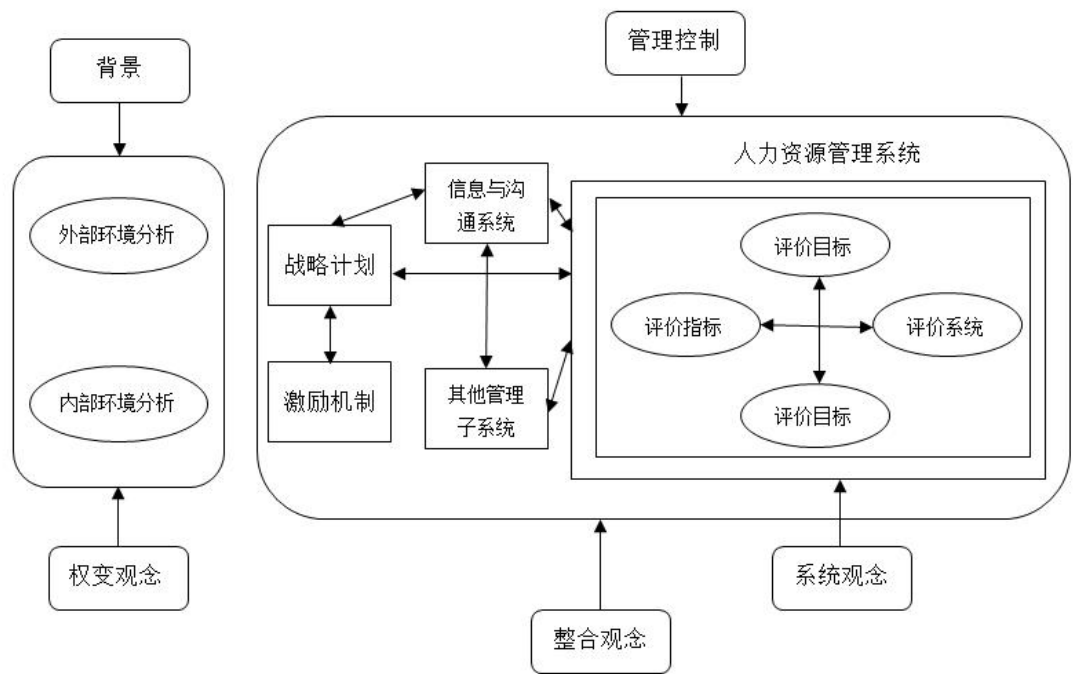 管理控制
背景
人力资源管理系统
信息与沟
通系统
外部环境分析
战略计划
评价目标
评价指标
评价系统
内部环境分析
激励机制
其他管理
子系统
评价目标
权变观念
系统观念
整合观念